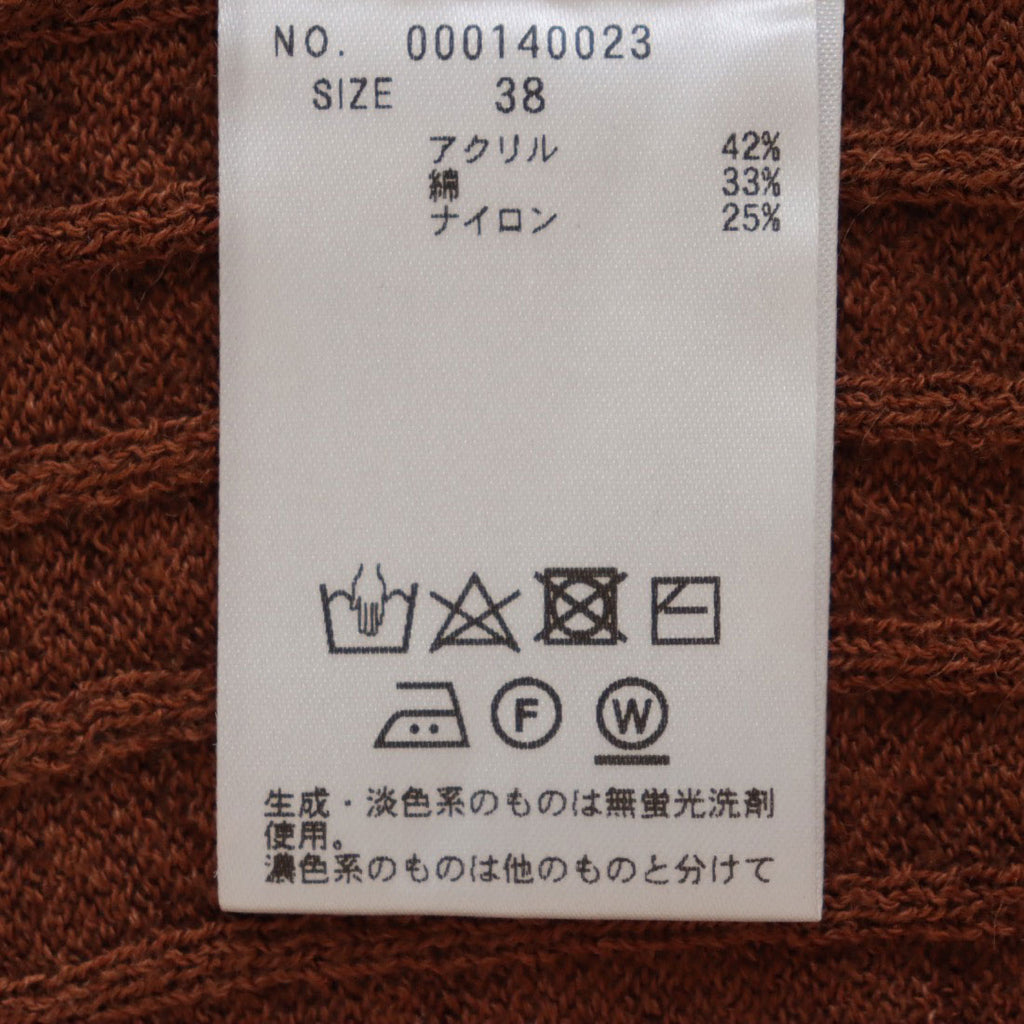 NO. 000140023
SIZE 38
アクリル 42%
綿 33%
ナイロン 25%
F W
生成・淡色系のものは無蛍光洗剤
使用。
濃色系のものは他のものと分けて